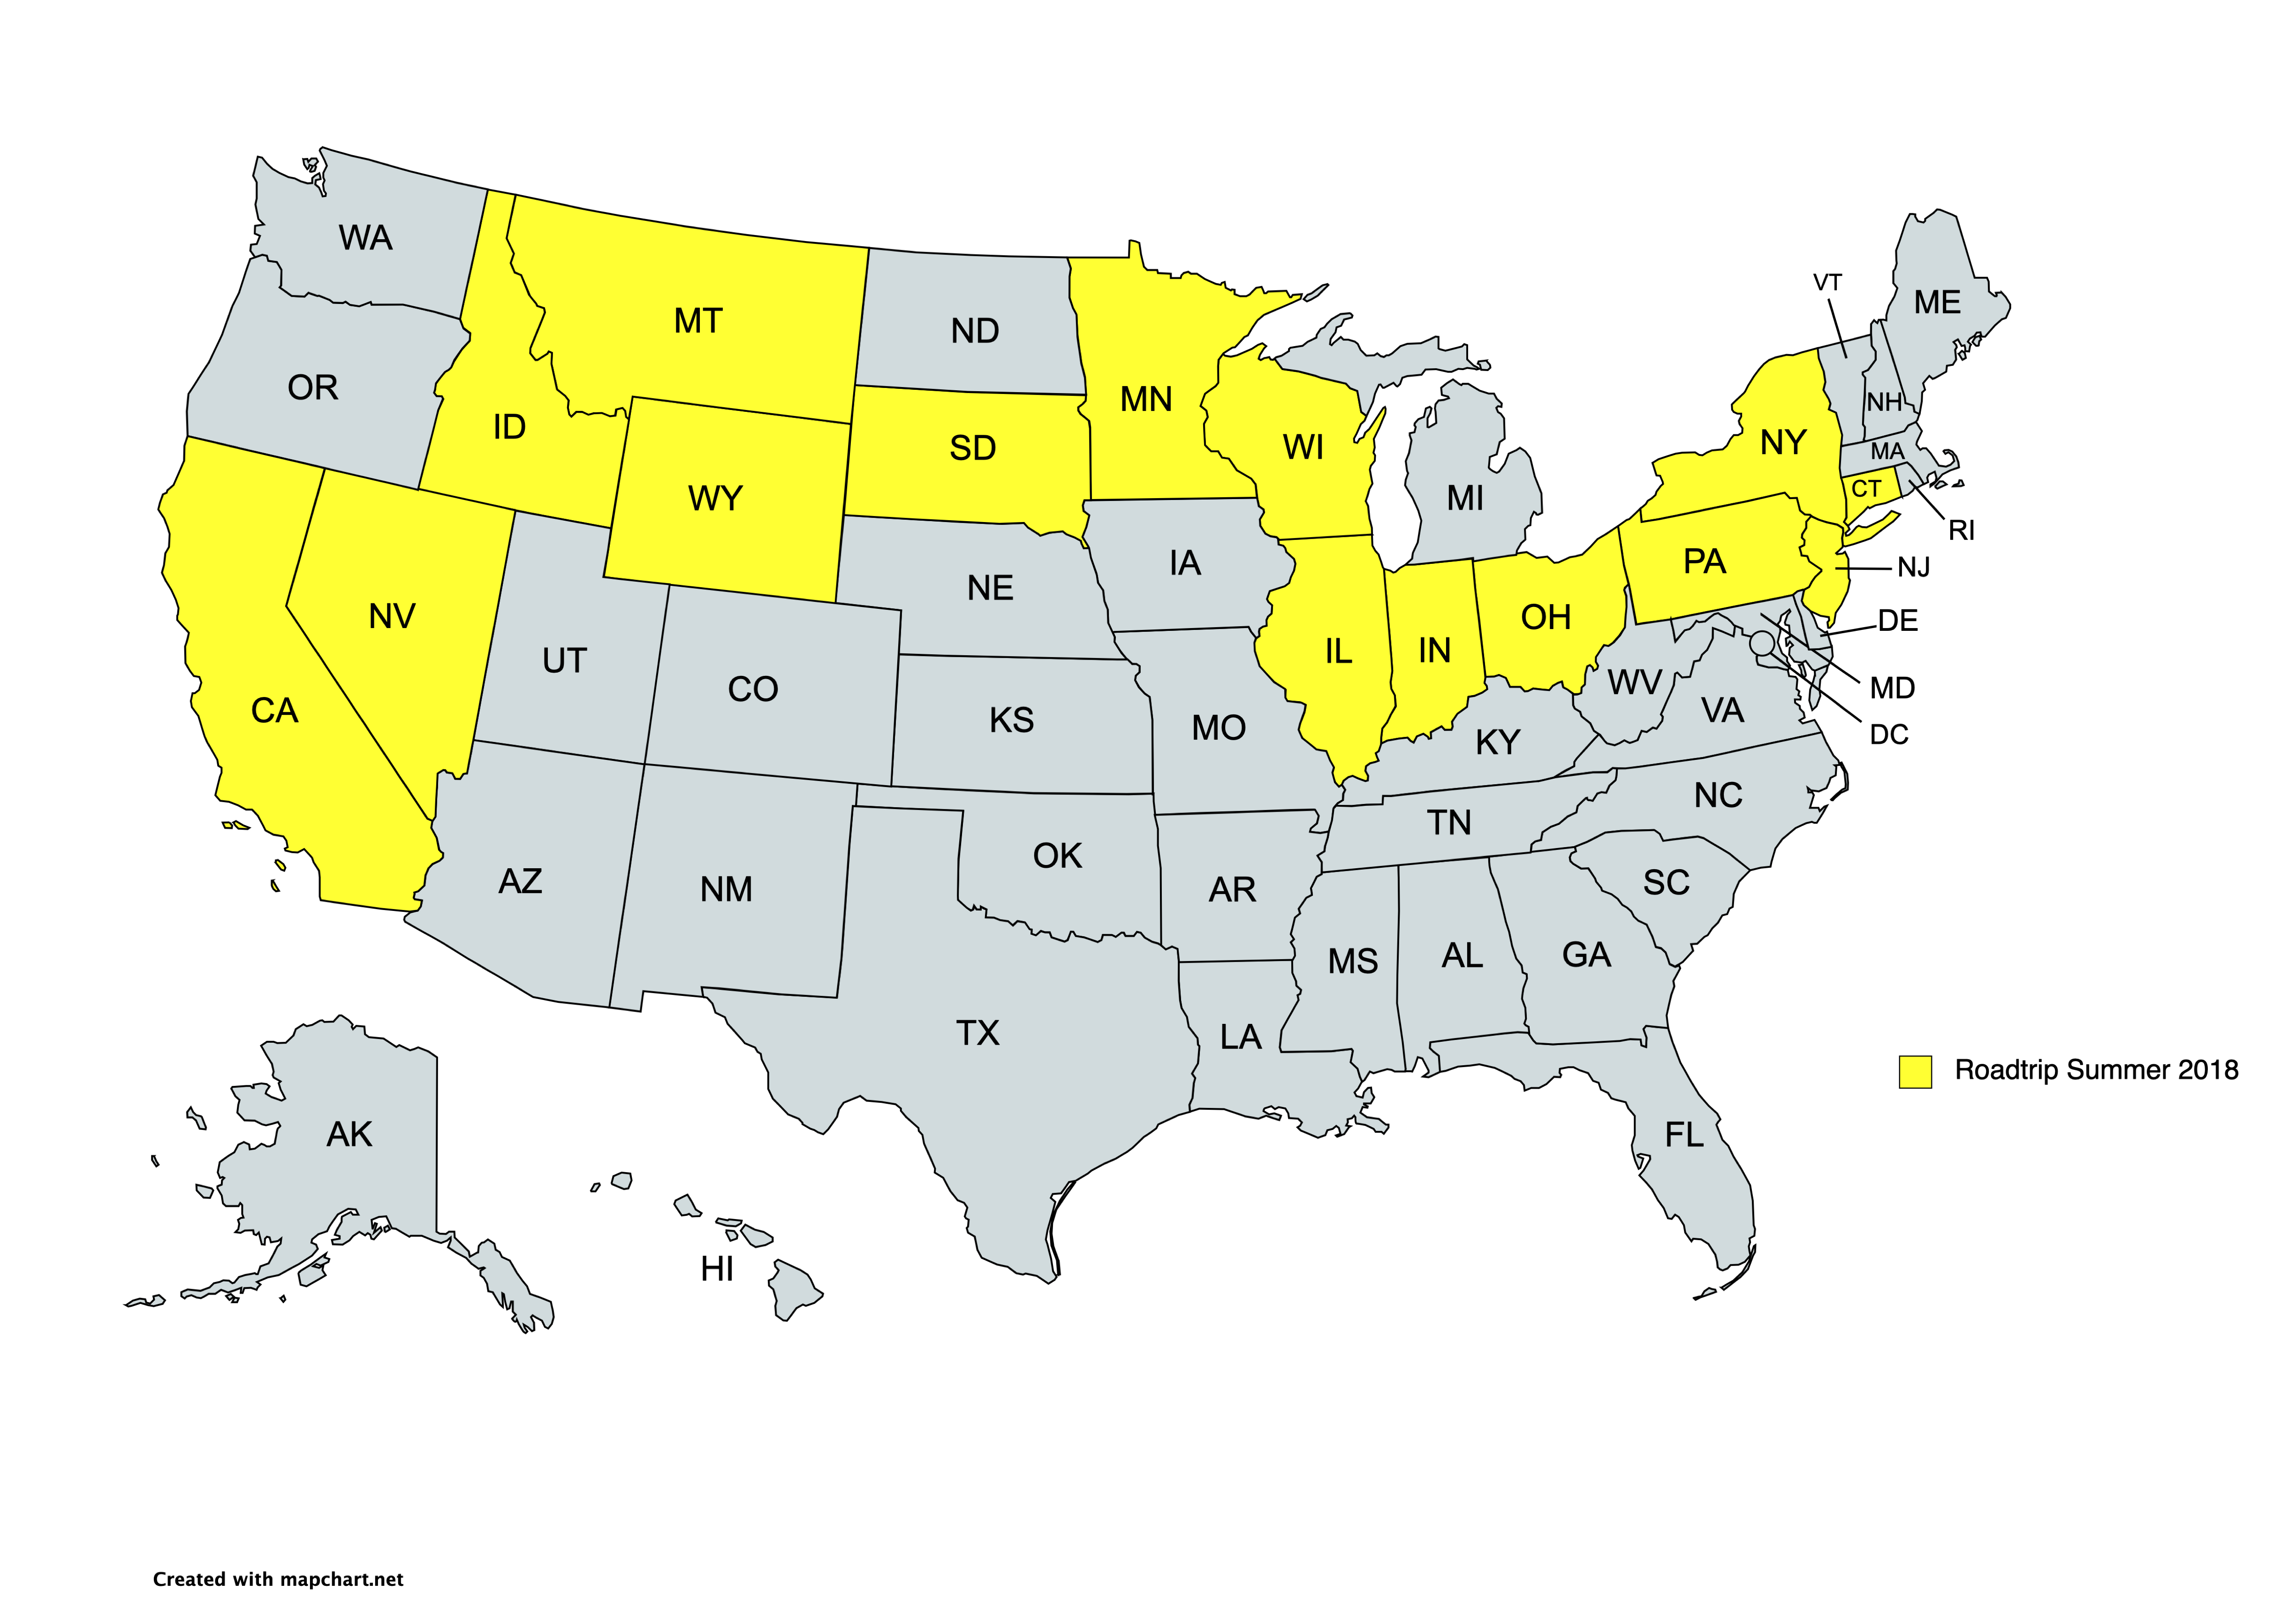 WA
MT
ND
MN
VT
ME
OR
ID
SD
WI
NH
NY
MA
WY
MI
CT
RI
IA
PA
NJ
NV
NE
OH
DE
UT
IL
IN
CO
WV
MD
CA
KS
MO
VA
DC
KY
NC
TN
AZ
NM
OK
AR
SC
MS
AL
GA
TX
LA
Roadtrip Summer 2018
AK
FL
HI
Created with mapchart.net